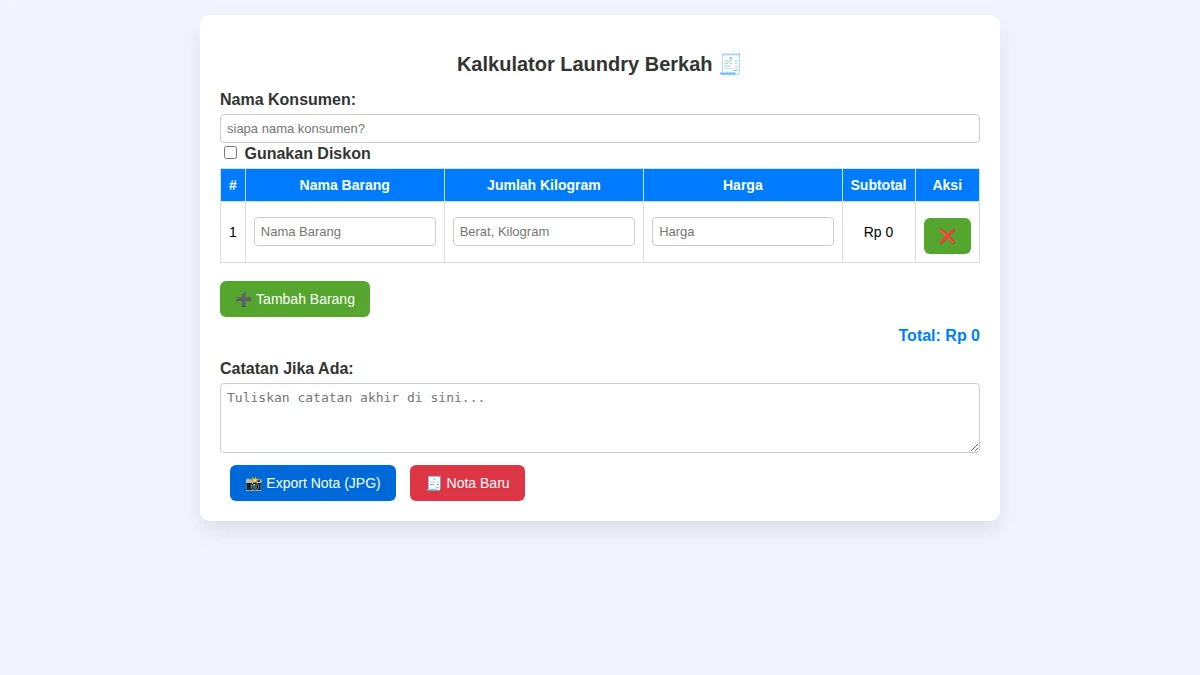 Kalkulator Laundry Berkah 🧾
Nama Konsumen:
siapa nama konsumen?
Gunakan Diskon
# Nama Barang Jumlah Kilogram Harga Subtotal Aksi
1 Nama Barang Berat, Kilogram Harga Rp 0 ❌
➕ Tambah Barang
Total: Rp 0
Catatan Jika Ada:
Tuliskan catatan akhir di sini...
📸 Export Nota (JPG) 🧾 Nota Baru